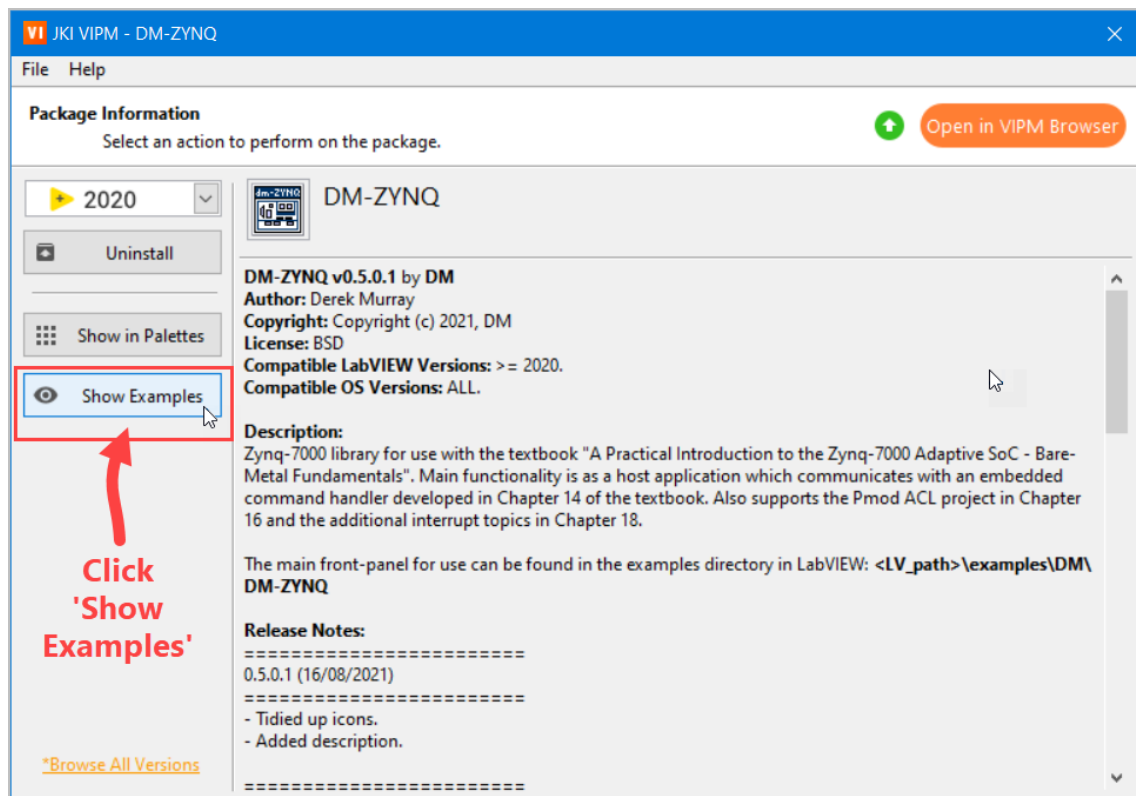 VI JKI VIPM - DM-ZYNQ
File Help
Package Information
Select an action to perform on the package.
Open in VIPM Browser
2020
Uninstall
Show in Palettes
Show Examples
Click
'Show
Examples'
*Browse All Versions
dm-ZYNQ
DM-ZYNQ
DM-ZYNQ v0.5.0.1 by DM
Author: Derek Murray
Copyright: Copyright (c) 2021, DM
License: BSD
Compatible LabVIEW Versions: >= 2020.
Compatible OS Versions: ALL.
Description:
Zynq-7000 library for use with the textbook "A Practical Introduction to the Zynq-7000 Adaptive SoC - Bare-
Metal Fundamentals". Main functionality is as a host application which communicates with an embedded
command handler developed in Chapter 14 of the textbook. Also supports the Pmod ACL project in Chapter
16 and the additional interrupt topics in Chapter 18.
The main front-panel for use can be found in the examples directory in LabVIEW: <LV_path>\examples\DM\
DM-ZYNQ
Release Notes:
========================
0.5.0.1 (16/08/2021)
========================
- Tidied up icons.
- Added description.
========================